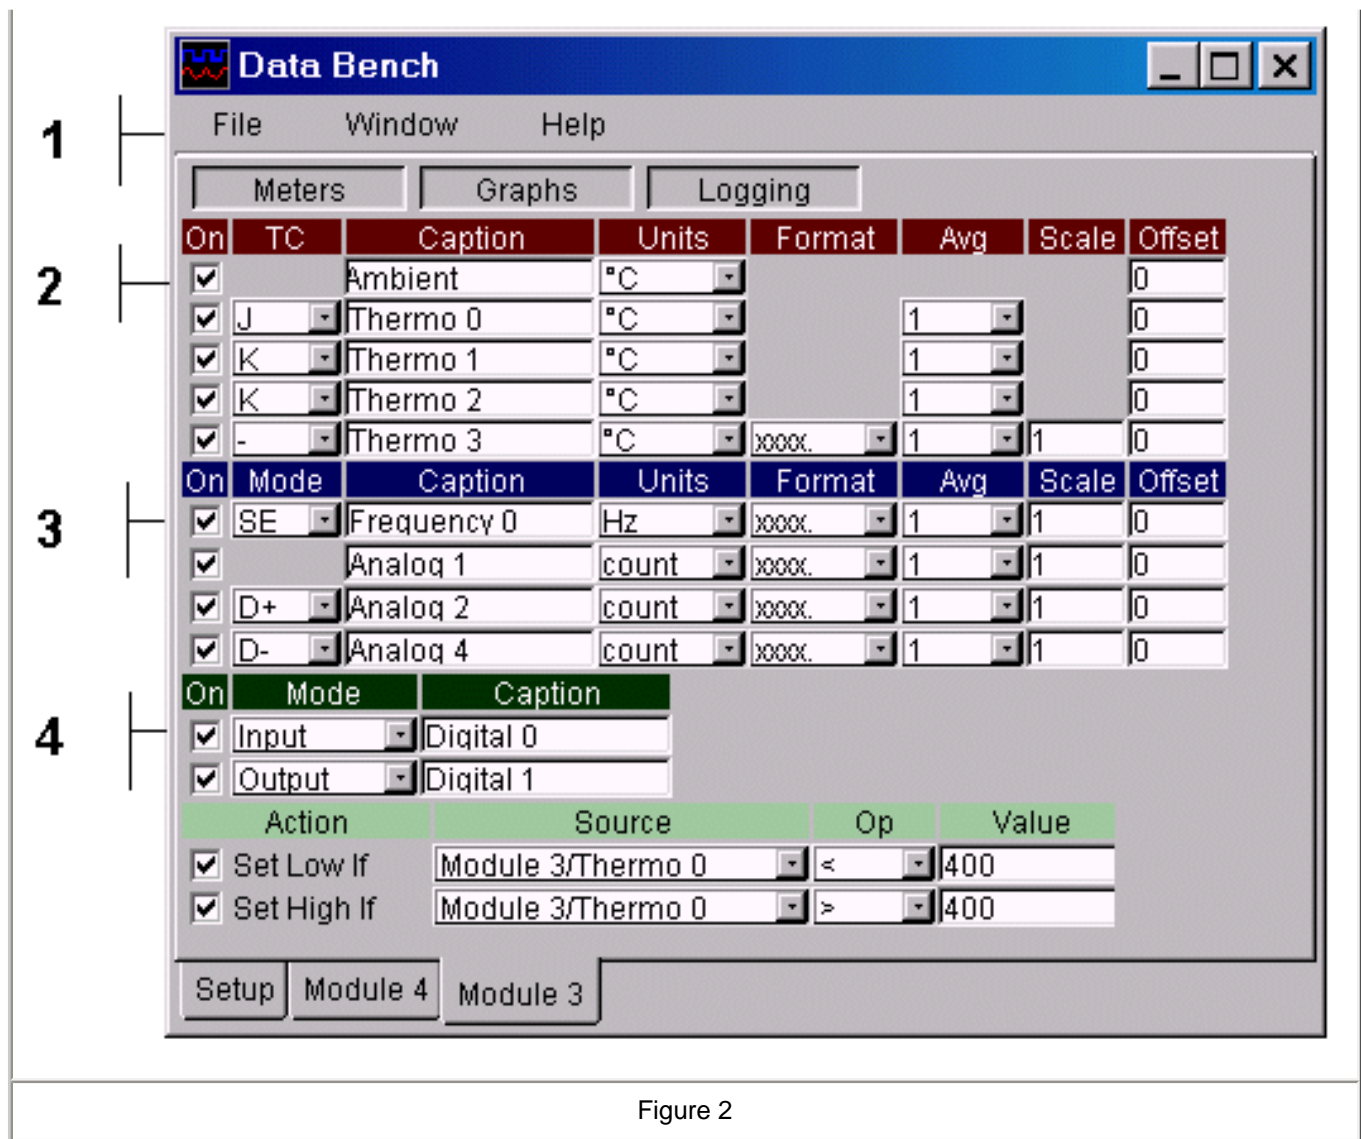 Data Bench
1
File Window Help
Meters Graphs Logging
On TC Caption Units Format Avg Scale Offset
2
Ambient °C 0
J Thermo 0 °C 1 0
K Thermo 1 °C 1 0
K Thermo 2 °C 1 0
- Thermo 3 °C xxxx. 1 1 0
On Mode Caption Units Format Avg Scale Offset
3
SE Frequency 0 Hz xxxx. 1 1 0
Analog 1 count xxxx. 1 1 0
D+ Analog 2 count xxxx. 1 1 0
D- Analog 4 count xxxx. 1 1 0
On Mode Caption
4
Input Digital 0
Output Digital 1
Action Source Op Value
Set Low If Module 3/Thermo 0 < 400
Set High If Module 3/Thermo 0 > 400
Setup Module 4 Module 3
Figure 2